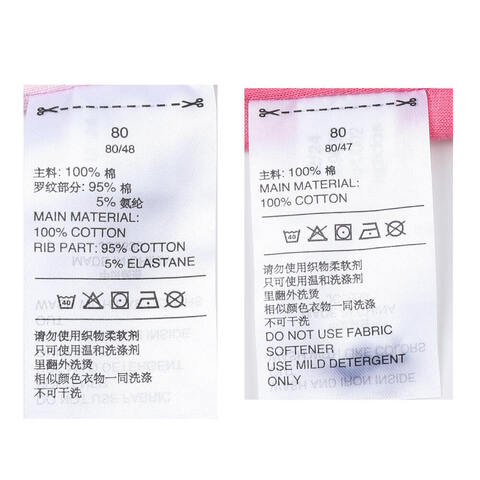 80
80/48
主料: 100% 棉
罗纹部分: 95% 棉
5% 氨纶
MAIN MATERIAL:
100% COTTON
RIB PART: 95% COTTON
5% ELASTANE
40
请勿使用织物柔软剂
只可使用温和洗涤剂
里翻外洗烫
相似颜色衣物一同洗涤
不可干洗
80
80/47
主料: 100% 棉
MAIN MATERIAL:
100% COTTON
40
请勿使用织物柔软剂
只可使用温和洗涤剂
里翻外洗烫
相似颜色衣物一同洗涤
不可干洗
DO NOT USE FABRIC
SOFTENER
USE MILD DETERGENT
ONLY